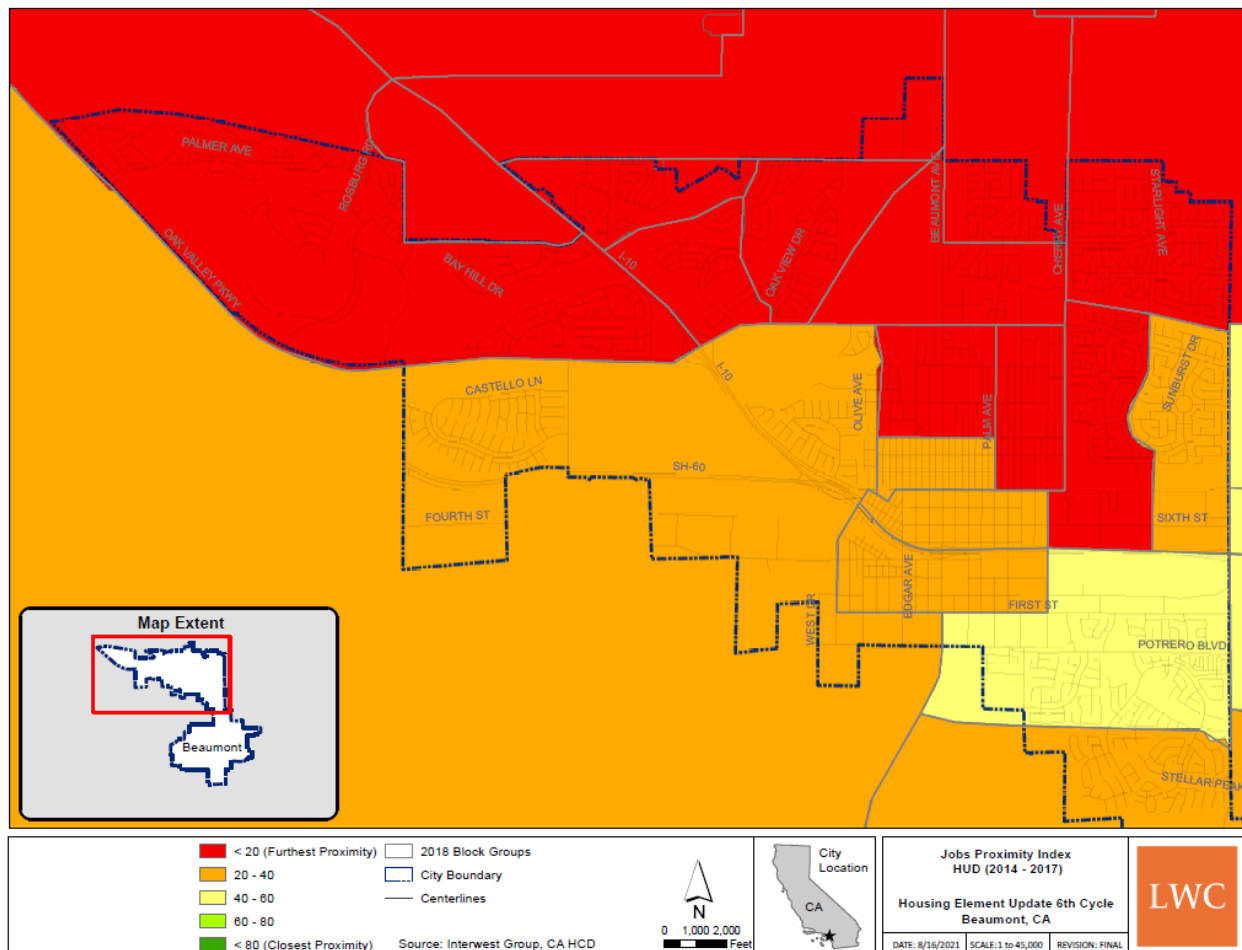 PALMER AVE
ROSBURG RD
BEAUMONT AVE
STARLIGHT AVE
CHERRY AVE
OAK VALLEY PKWY
BAY HILL DR
I-10
OAK VIEW DR
I-10
CASTELLO LN
OLIVE AVE
PALM AVE
SUNBURST DR
SH-60
FOURTH ST
SIXTH ST
EDGAR AVE
WEST DR
FIRST ST
POTRERO BLVD
STELLAR PEAK
Map Extent
Beaumont
< 20 (Furthest Proximity)
20 - 40
40 - 60
60 - 80
< 80 (Closest Proximity)
2018 Block Groups
City Boundary
Centerlines
Source: Interwest Group, CA HCD
N
0 1,000 2,000
Feet
City
Location
CA
Jobs Proximity Index
HUD (2014 - 2017)
Housing Element Update 6th Cycle
Beaumont, CA
DATE: 8/16/2021 SCALE:1 to 45,000 REVISION: FINAL
LWC